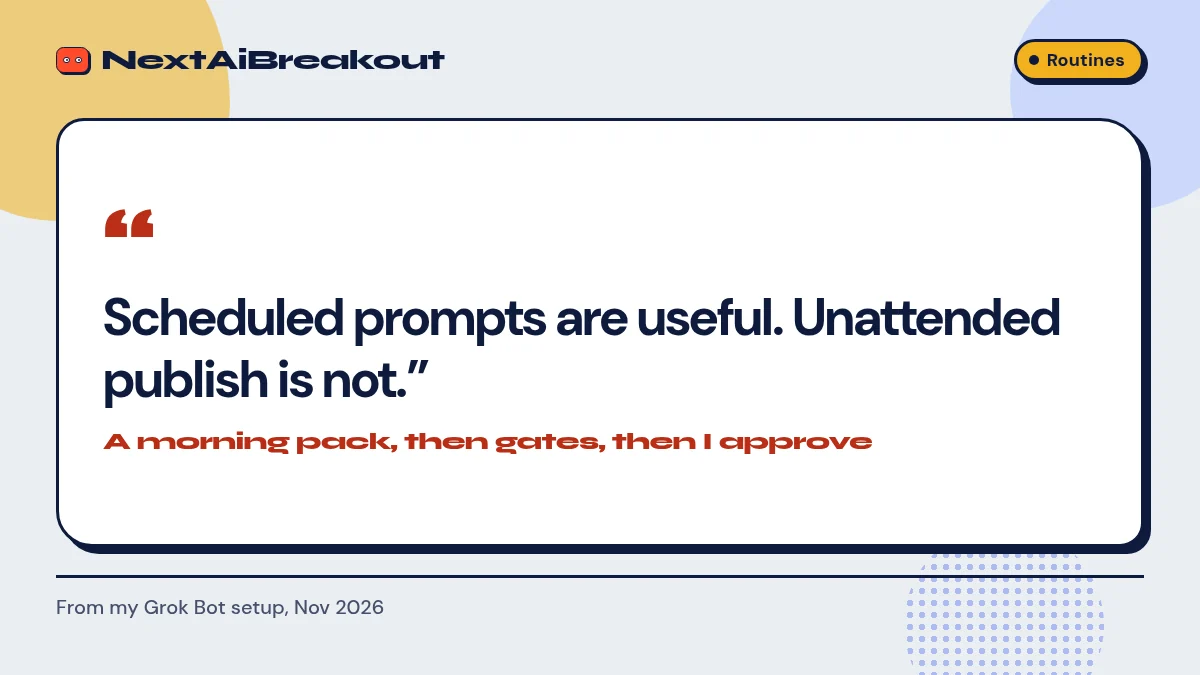 NextAiBreakout
Routines
“
Scheduled prompts are useful. Unattended
publish is not.”
A morning pack, then gates, then I approve
From my Grok Bot setup, Nov 2026